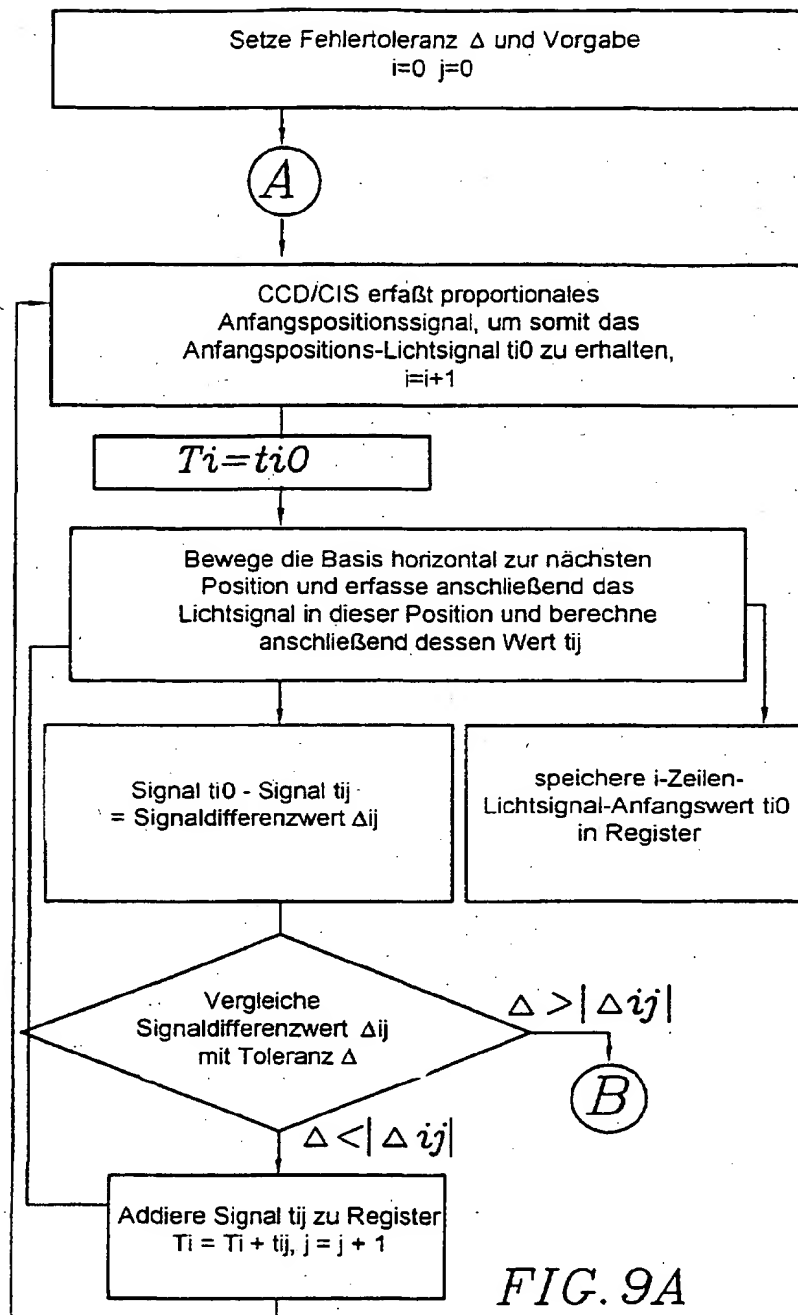 Setze Fehlertoleranz Δ und Vorgabe
i=0 j=0
A
CCD/CIS erfaßt proportionales
Anfangspositionssignal, um somit das
Anfangspositions-Lichtsignal ti0 zu erhalten,
i=i+1
Ti=ti0
Bewege die Basis horizontal zur nächsten
Position und erfasse anschließend das
Lichtsignal in dieser Position und berechne
anschließend dessen Wert tij
Signal ti0 - Signal tij
= Signaldifferenzwert Δij
speichere i-Zeilen-
Lichtsignal-Anfangswert ti0
in Register
Vergleiche
Signaldifferenzwert Δij
mit Toleranz Δ
Δ>|Δij|
B
Δ<|Δij|
Addiere Signal tij zu Register
Ti = Ti + tij, j = j + 1
FIG. 9A